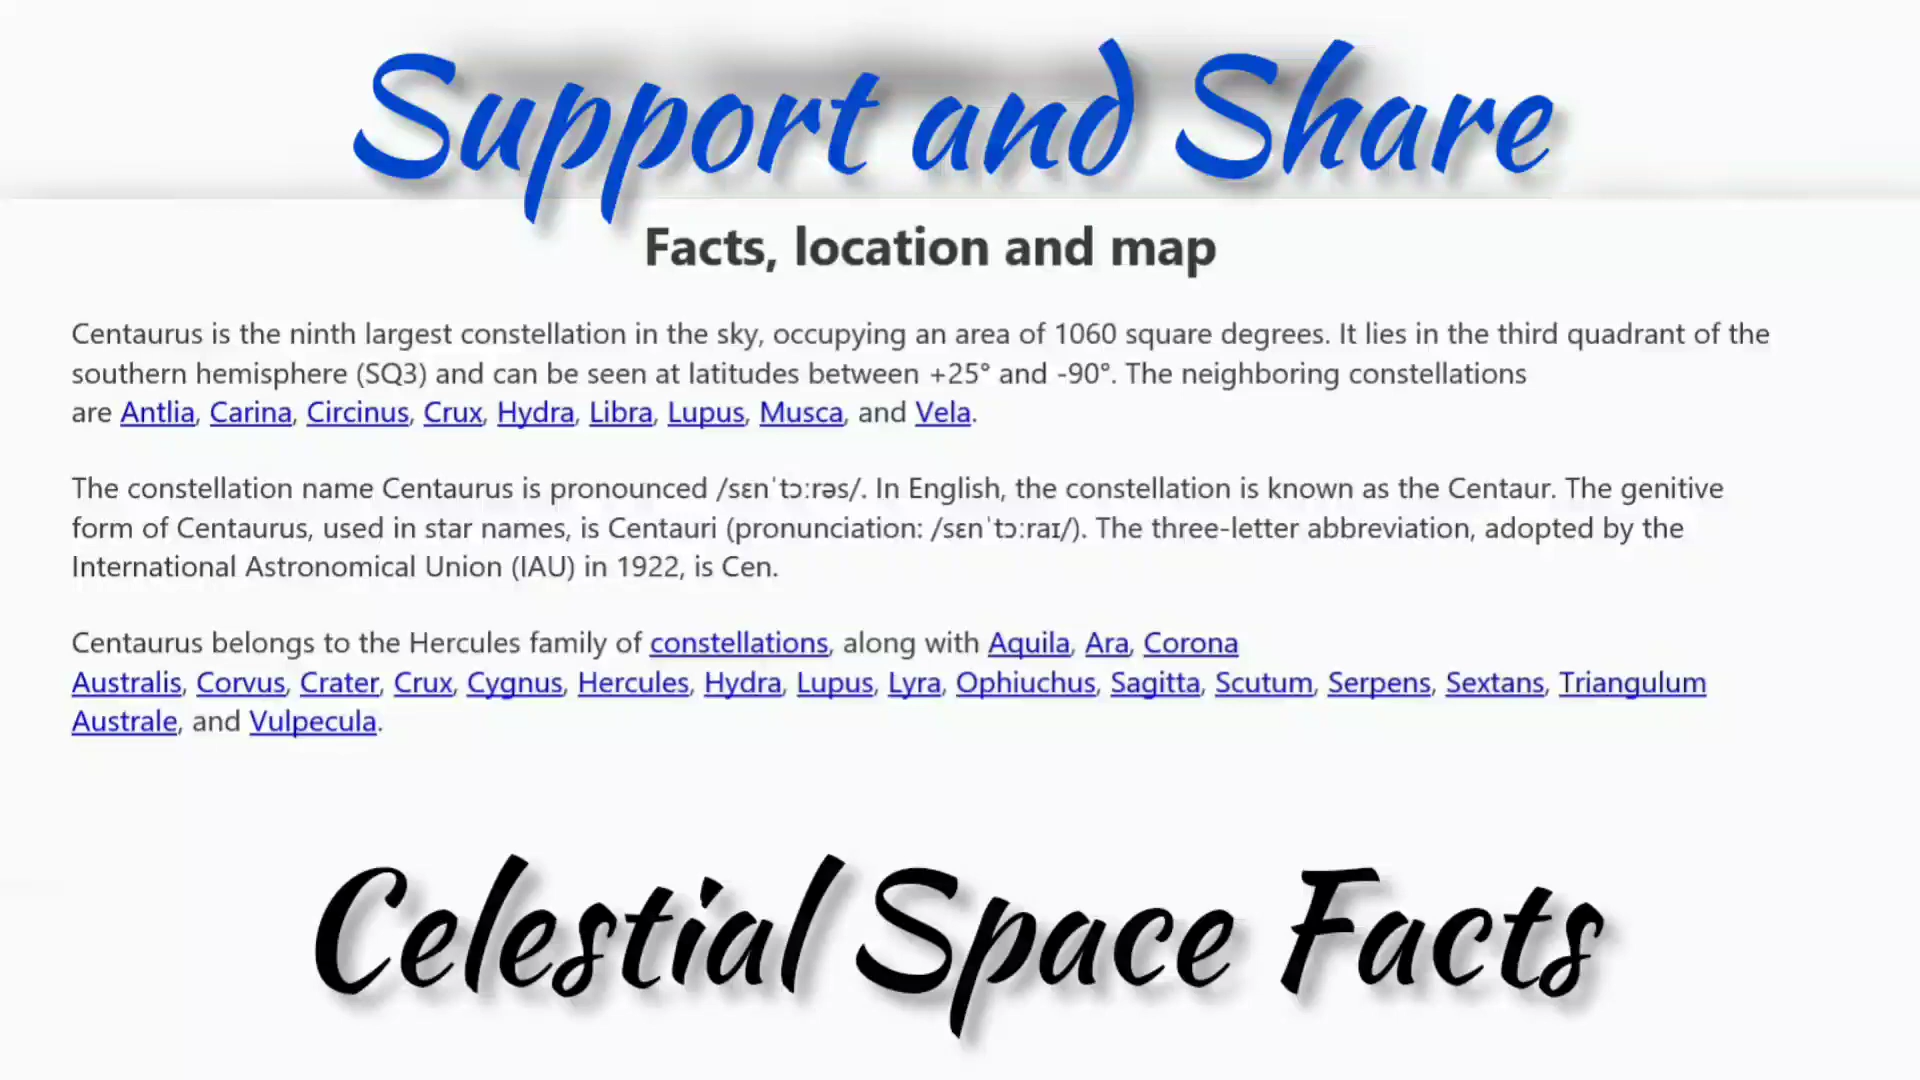 Support and Share
Facts, location and map
Centaurus is the ninth largest constellation in the sky, occupying an area of 1060 square degrees. It lies in the third quadrant of the
southern hemisphere (SQ3) and can be seen at latitudes between +25° and -90°. The neighboring constellations
are Antlia, Carina, Circinus, Crux, Hydra, Libra, Lupus, Musca, and Vela.
The constellation name Centaurus is pronounced /sɛnˈtɔːrəs/. In English, the constellation is known as the Centaur. The genitive
form of Centaurus, used in star names, is Centauri (pronunciation: /sɛnˈtɔːraɪ/). The three-letter abbreviation, adopted by the
International Astronomical Union (IAU) in 1922, is Cen.
Centaurus belongs to the Hercules family of constellations, along with Aquila, Ara, Corona
Australis, Corvus, Crater, Crux, Cygnus, Hercules, Hydra, Lupus, Lyra, Ophiuchus, Sagitta, Scutum, Serpens, Sextans, Triangulum
Australe, and Vulpecula.
Celestial Space Facts